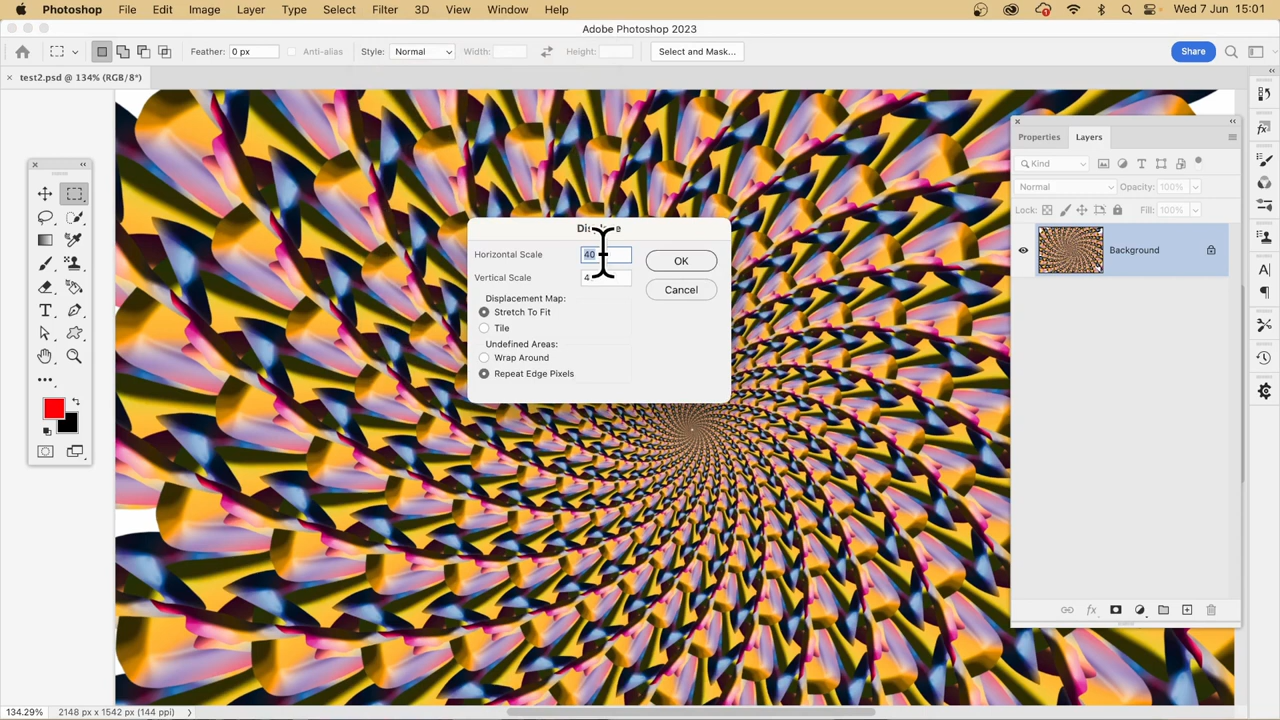 Photoshop File Edit Image Layer Type Select Filter 3D View Window Help Wed 7 Jun 15:01
Adobe Photoshop 2023
Feather: 0 px Anti-alias Style: Normal Width: Height: Select and Mask... Share
× test2.psd @ 134% (RGB/8*)
Properties Layers
Kind
Normal Opacity: 100%
Lock: Fill: 100%
Background
Horizontal Scale 40
OK
Vertical Scale
Cancel
Displacement Map:
Stretch To Fit
Tile
Undefined Areas:
Wrap Around
Repeat Edge Pixels
134.29% 2148 px x 1542 px (144 ppi)